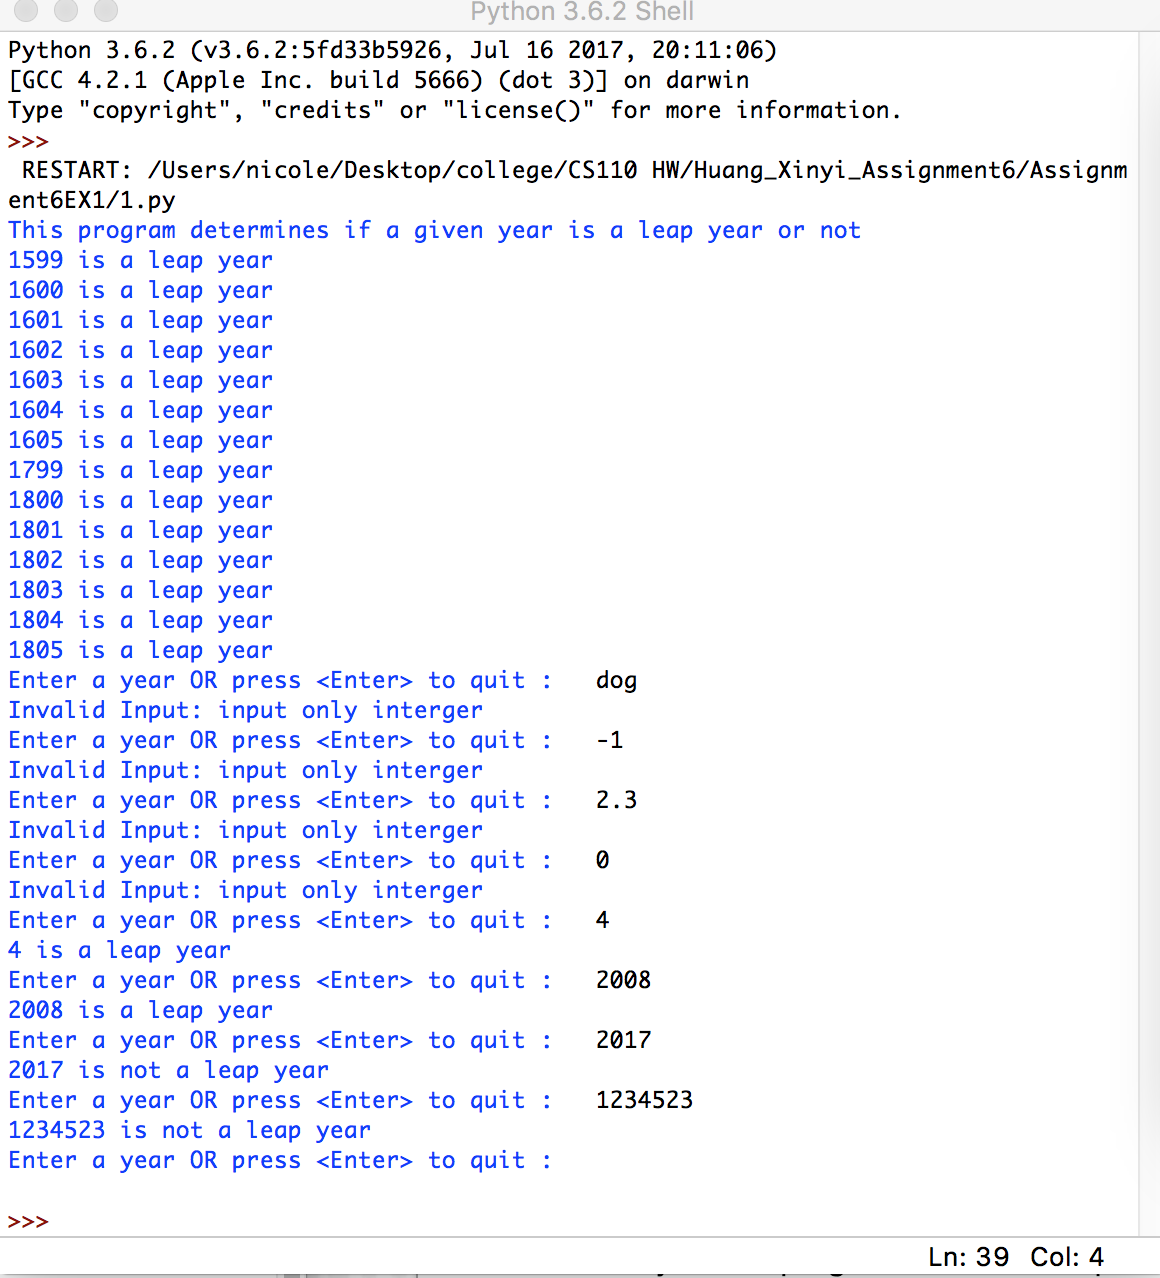 Python 3.6.2 Shell
Python 3.6.2 (v3.6.2:5fd33b5926, Jul 16 2017, 20:11:06)
[GCC 4.2.1 (Apple Inc. build 5666) (dot 3)] on darwin
Type "copyright", "credits" or "license()" for more information.
>>>
 RESTART: /Users/nicole/Desktop/college/CS110 HW/Huang_Xinyi_Assignment6/Assignm
ent6EX1/1.py
This program determines if a given year is a leap year or not
1599 is a leap year
1600 is a leap year
1601 is a leap year
1602 is a leap year
1603 is a leap year
1604 is a leap year
1605 is a leap year
1799 is a leap year
1800 is a leap year
1801 is a leap year
1802 is a leap year
1803 is a leap year
1804 is a leap year
1805 is a leap year
Enter a year OR press <Enter> to quit :   dog
Invalid Input: input only interger
Enter a year OR press <Enter> to quit :   -1
Invalid Input: input only interger
Enter a year OR press <Enter> to quit :   2.3
Invalid Input: input only interger
Enter a year OR press <Enter> to quit :   0
Invalid Input: input only interger
Enter a year OR press <Enter> to quit :   4
4 is a leap year
Enter a year OR press <Enter> to quit :   2008
2008 is a leap year
Enter a year OR press <Enter> to quit :   2017
2017 is not a leap year
Enter a year OR press <Enter> to quit :   1234523
1234523 is not a leap year
Enter a year OR press <Enter> to quit :
>>>
Ln: 39 Col: 4